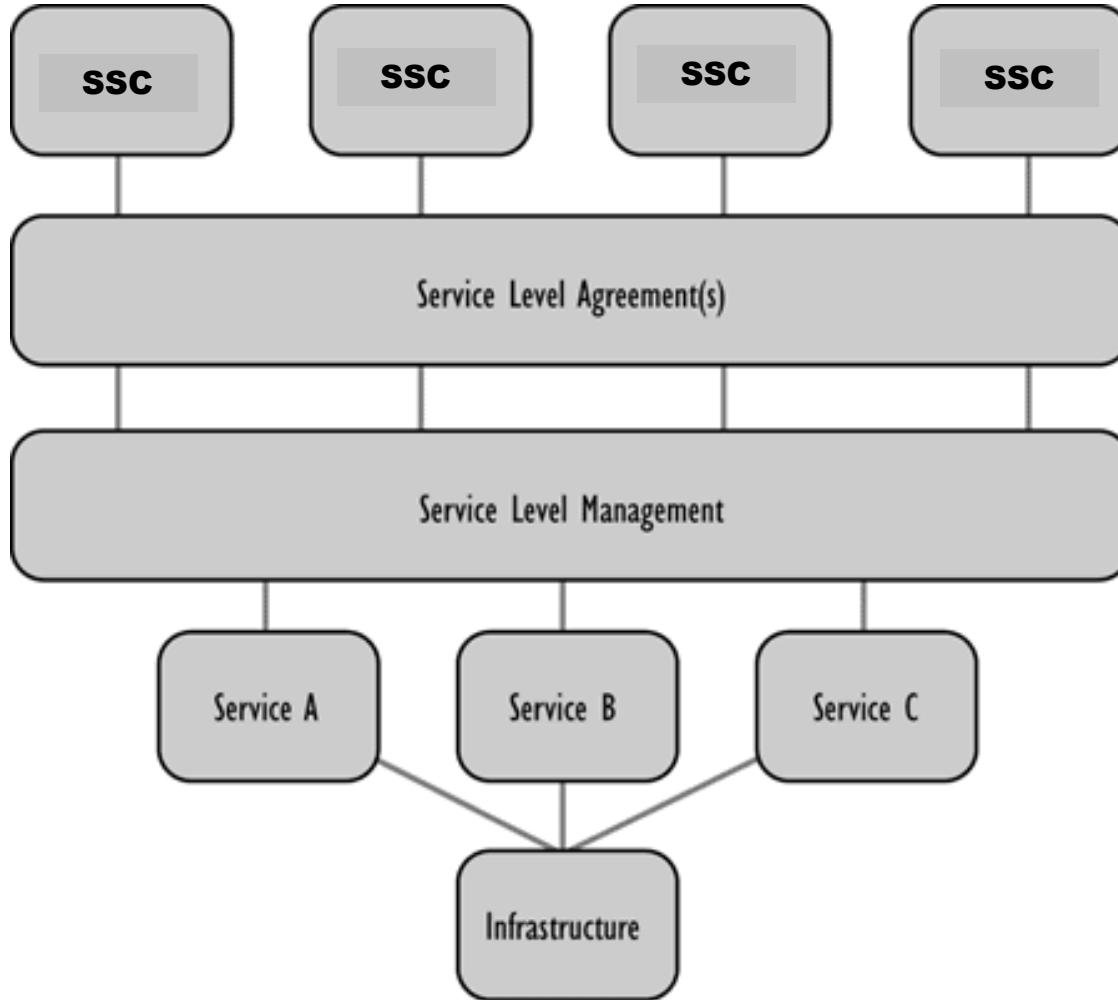 SSC
SSC
SSC
SSC
Service Level Agreement(s)
Service Level Management
Service A
Service B
Service C
Infrastructure